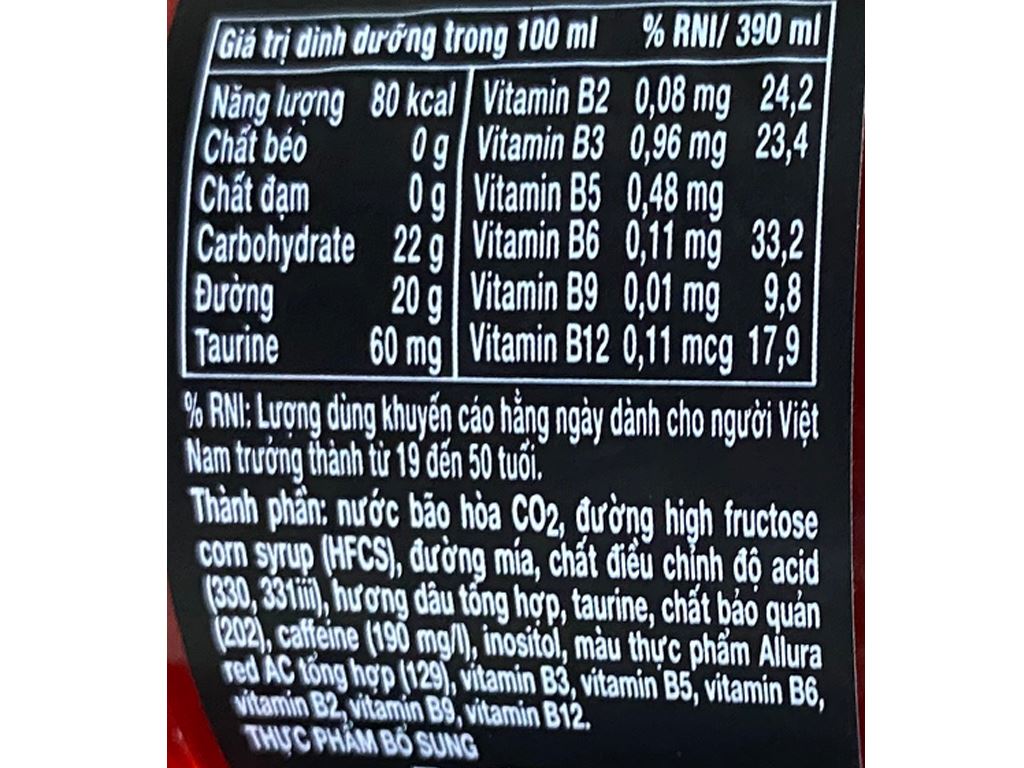 Giá trị dinh dưỡng trong 100 ml % RNI/ 390 ml
Năng lượng 80 kcal Vitamin B2 0,08 mg 24,2
Chất béo 0 g Vitamin B3 0,96 mg 23,4
Chất đạm 0 g Vitamin B5 0,48 mg
Carbohydrate 22 g Vitamin B6 0,11 mg 33,2
Đường 20 g Vitamin B9 0,01 mg 9,8
Taurine 60 mg Vitamin B12 0,11 mcg 17,9
% RNI: Lượng dùng khuyến cáo hằng ngày dành cho người Việt
Nam trưởng thành từ 19 đến 50 tuổi.
Thành phần: nước bão hòa CO2, đường high fructose
corn syrup (HFCS), đường mía, chất điều chỉnh độ acid
(330, 331iii), hương dâu tổng hợp, taurine, chất bảo quản
(202), caffeine (190 mg/l), inositol, màu thực phẩm Allura
red AC tổng hợp (129), vitamin B3, vitamin B5, vitamin B6,
vitamin B2, vitamin B9, vitamin B12.
THỰC PHẨM BỔ SUNG